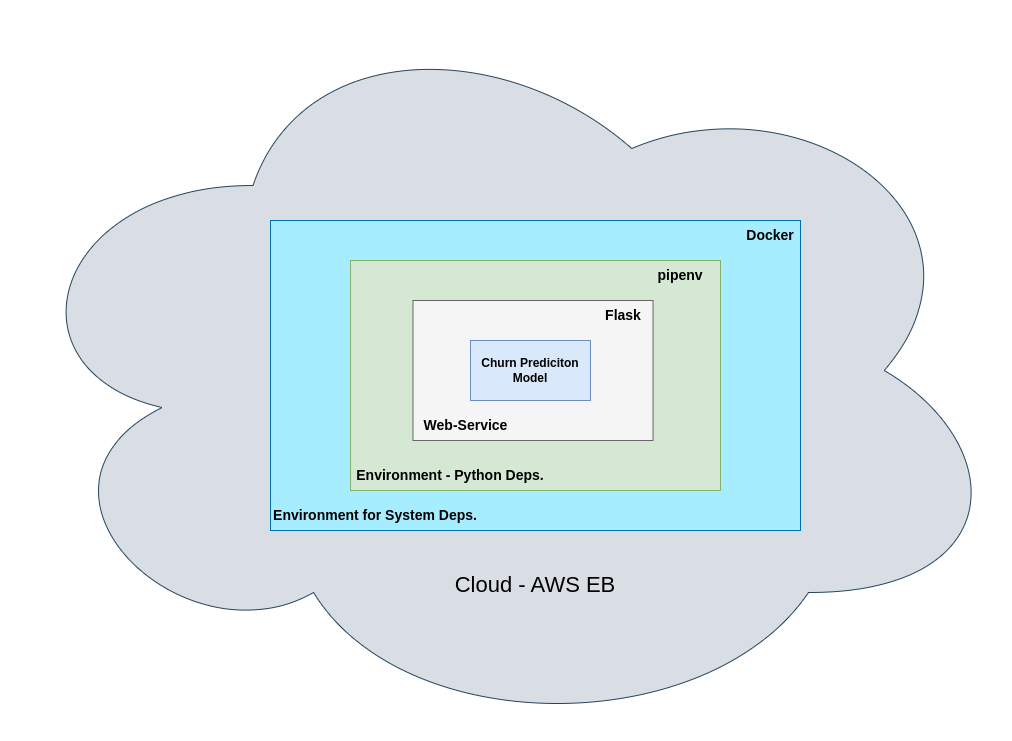 Docker
pipenv
Flask
Churn Prediciton
Model
Web-Service
Environment - Python Deps.
Environment for System Deps.
Cloud - AWS EB